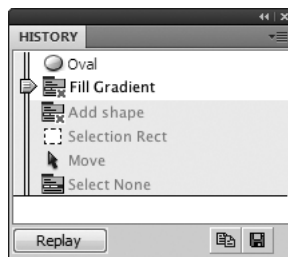 HISTORY
Oval
Fill Gradient
Add shape
Selection Rect
Move
Select None
Replay